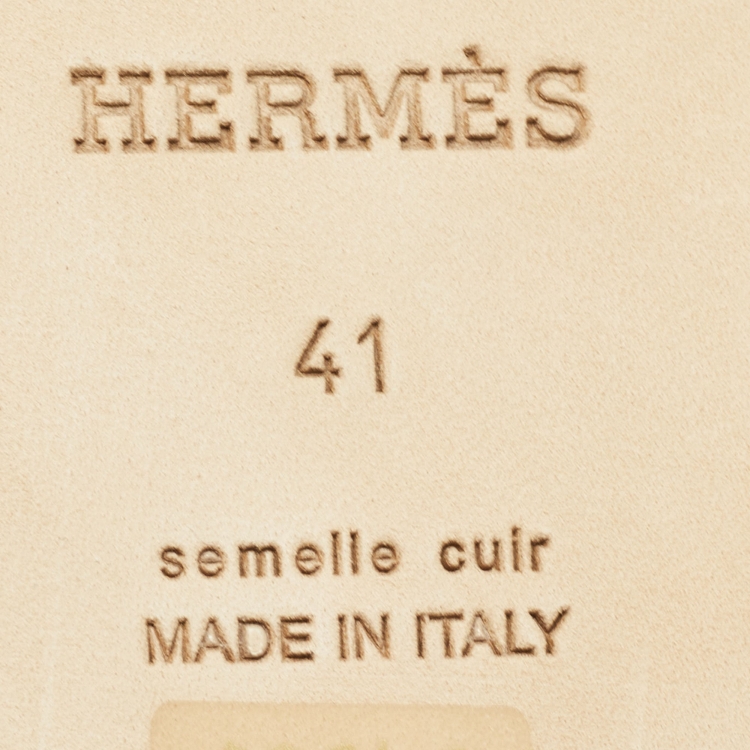 HERMÈS
41
semelle cuir
MADE IN ITALY